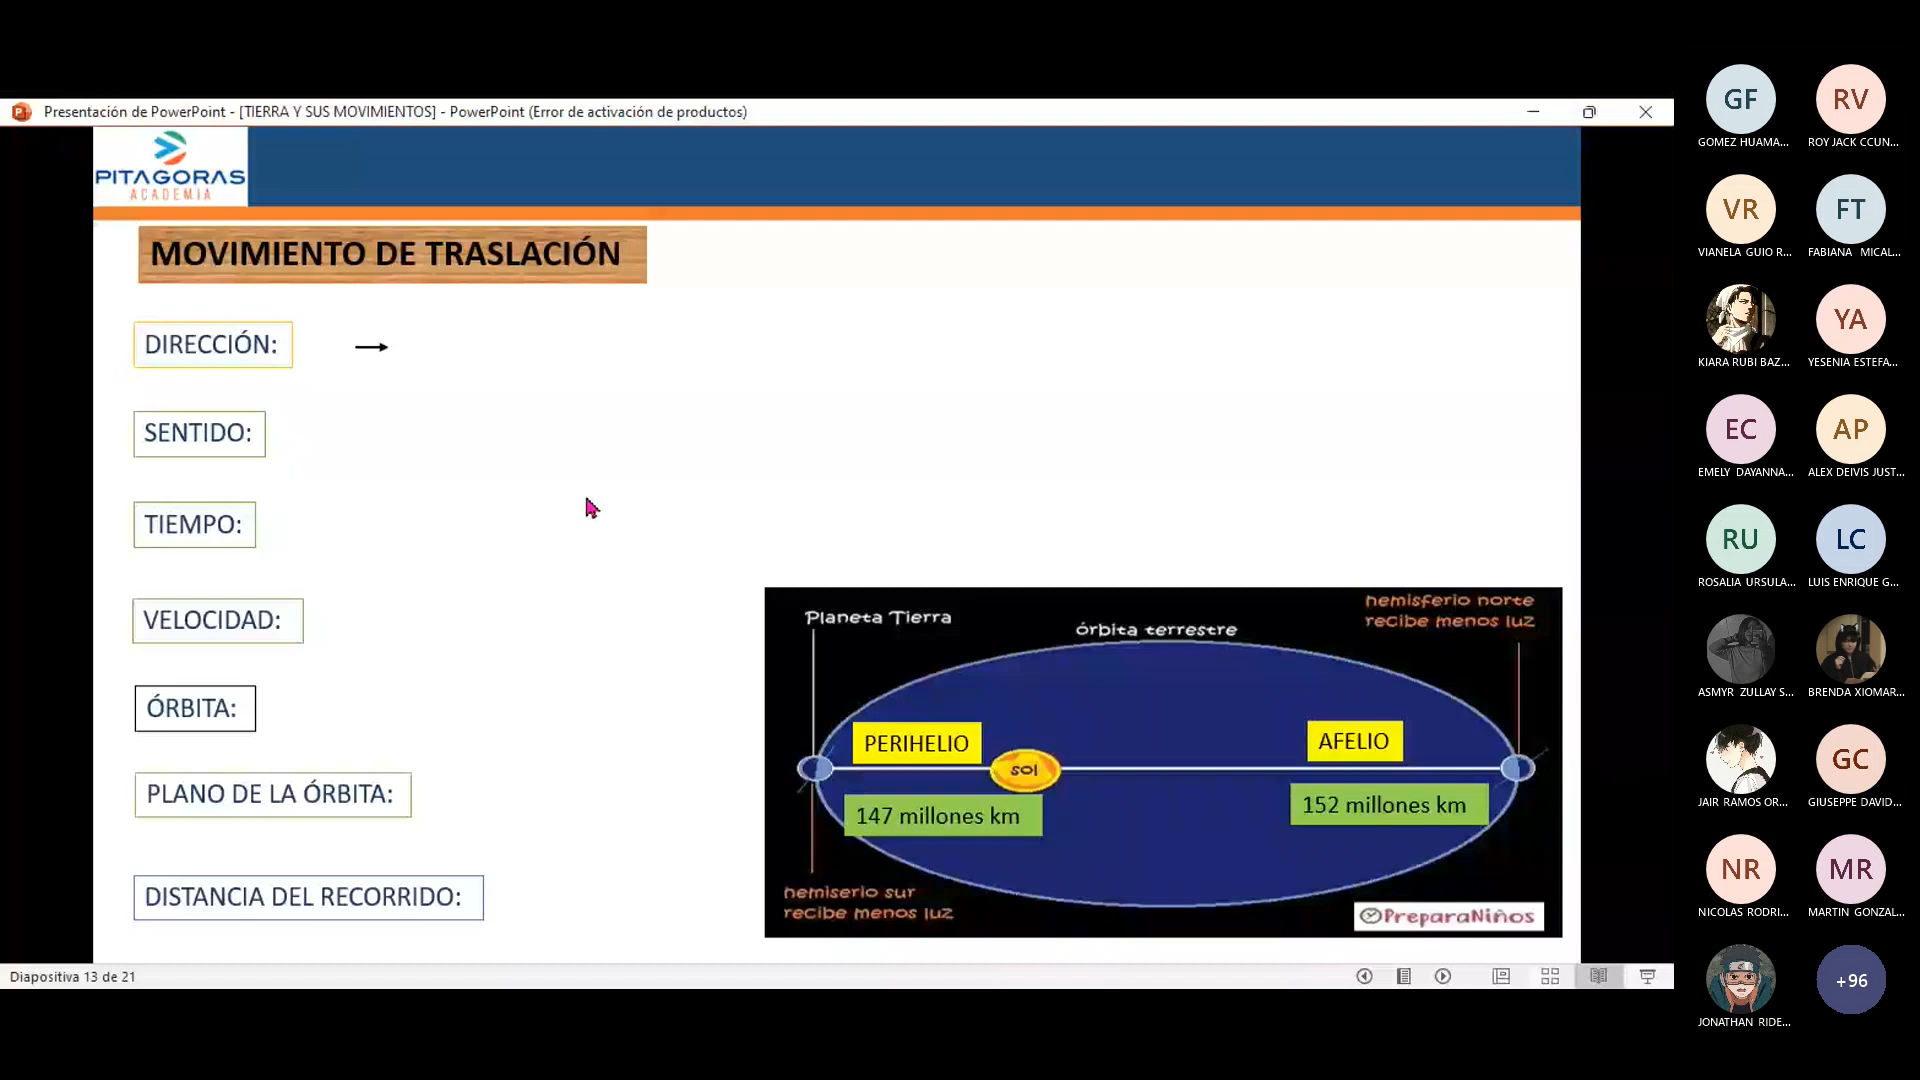 Presentación de PowerPoint - [TIERRA Y SUS MOVIMIENTOS] - PowerPoint (Error de activación de productos)
PITAGORAS
ACADEMIA
MOVIMIENTO DE TRASLACIÓN
DIRECCIÓN:
SENTIDO:
TIEMPO:
VELOCIDAD:
ÓRBITA:
PLANO DE LA ÓRBITA:
DISTANCIA DEL RECORRIDO:
Planeta Tierra
órbita terrestre
hemisferio norte
recibe menos luz
PERIHELIO
AFELIO
sol
147 millones km
152 millones km
hemiserio sur
recibe menos luz
PreparaNiños
Diapositiva 13 de 21
GF
GOMEZ HUAMA...
RV
ROY JACK CCUN...
VR
VIANELA GUIO R...
FT
FABIANA MICAL...
KIARA RUBI BAZ...
YA
YESENIA ESTEFA...
EC
EMELY DAYANNA...
AP
ALEX DEIVIS JUST...
RU
ROSALIA URSULA...
LC
LUIS ENRIQUE G...
ASMYR ZULLAY S...
BRENDA XIOMAR...
JAIR RAMOS OR...
GC
GIUSEPPE DAVID...
NR
NICOLAS RODRI...
MR
MARTIN GONZAL...
JONATHAN RIDE...
+96